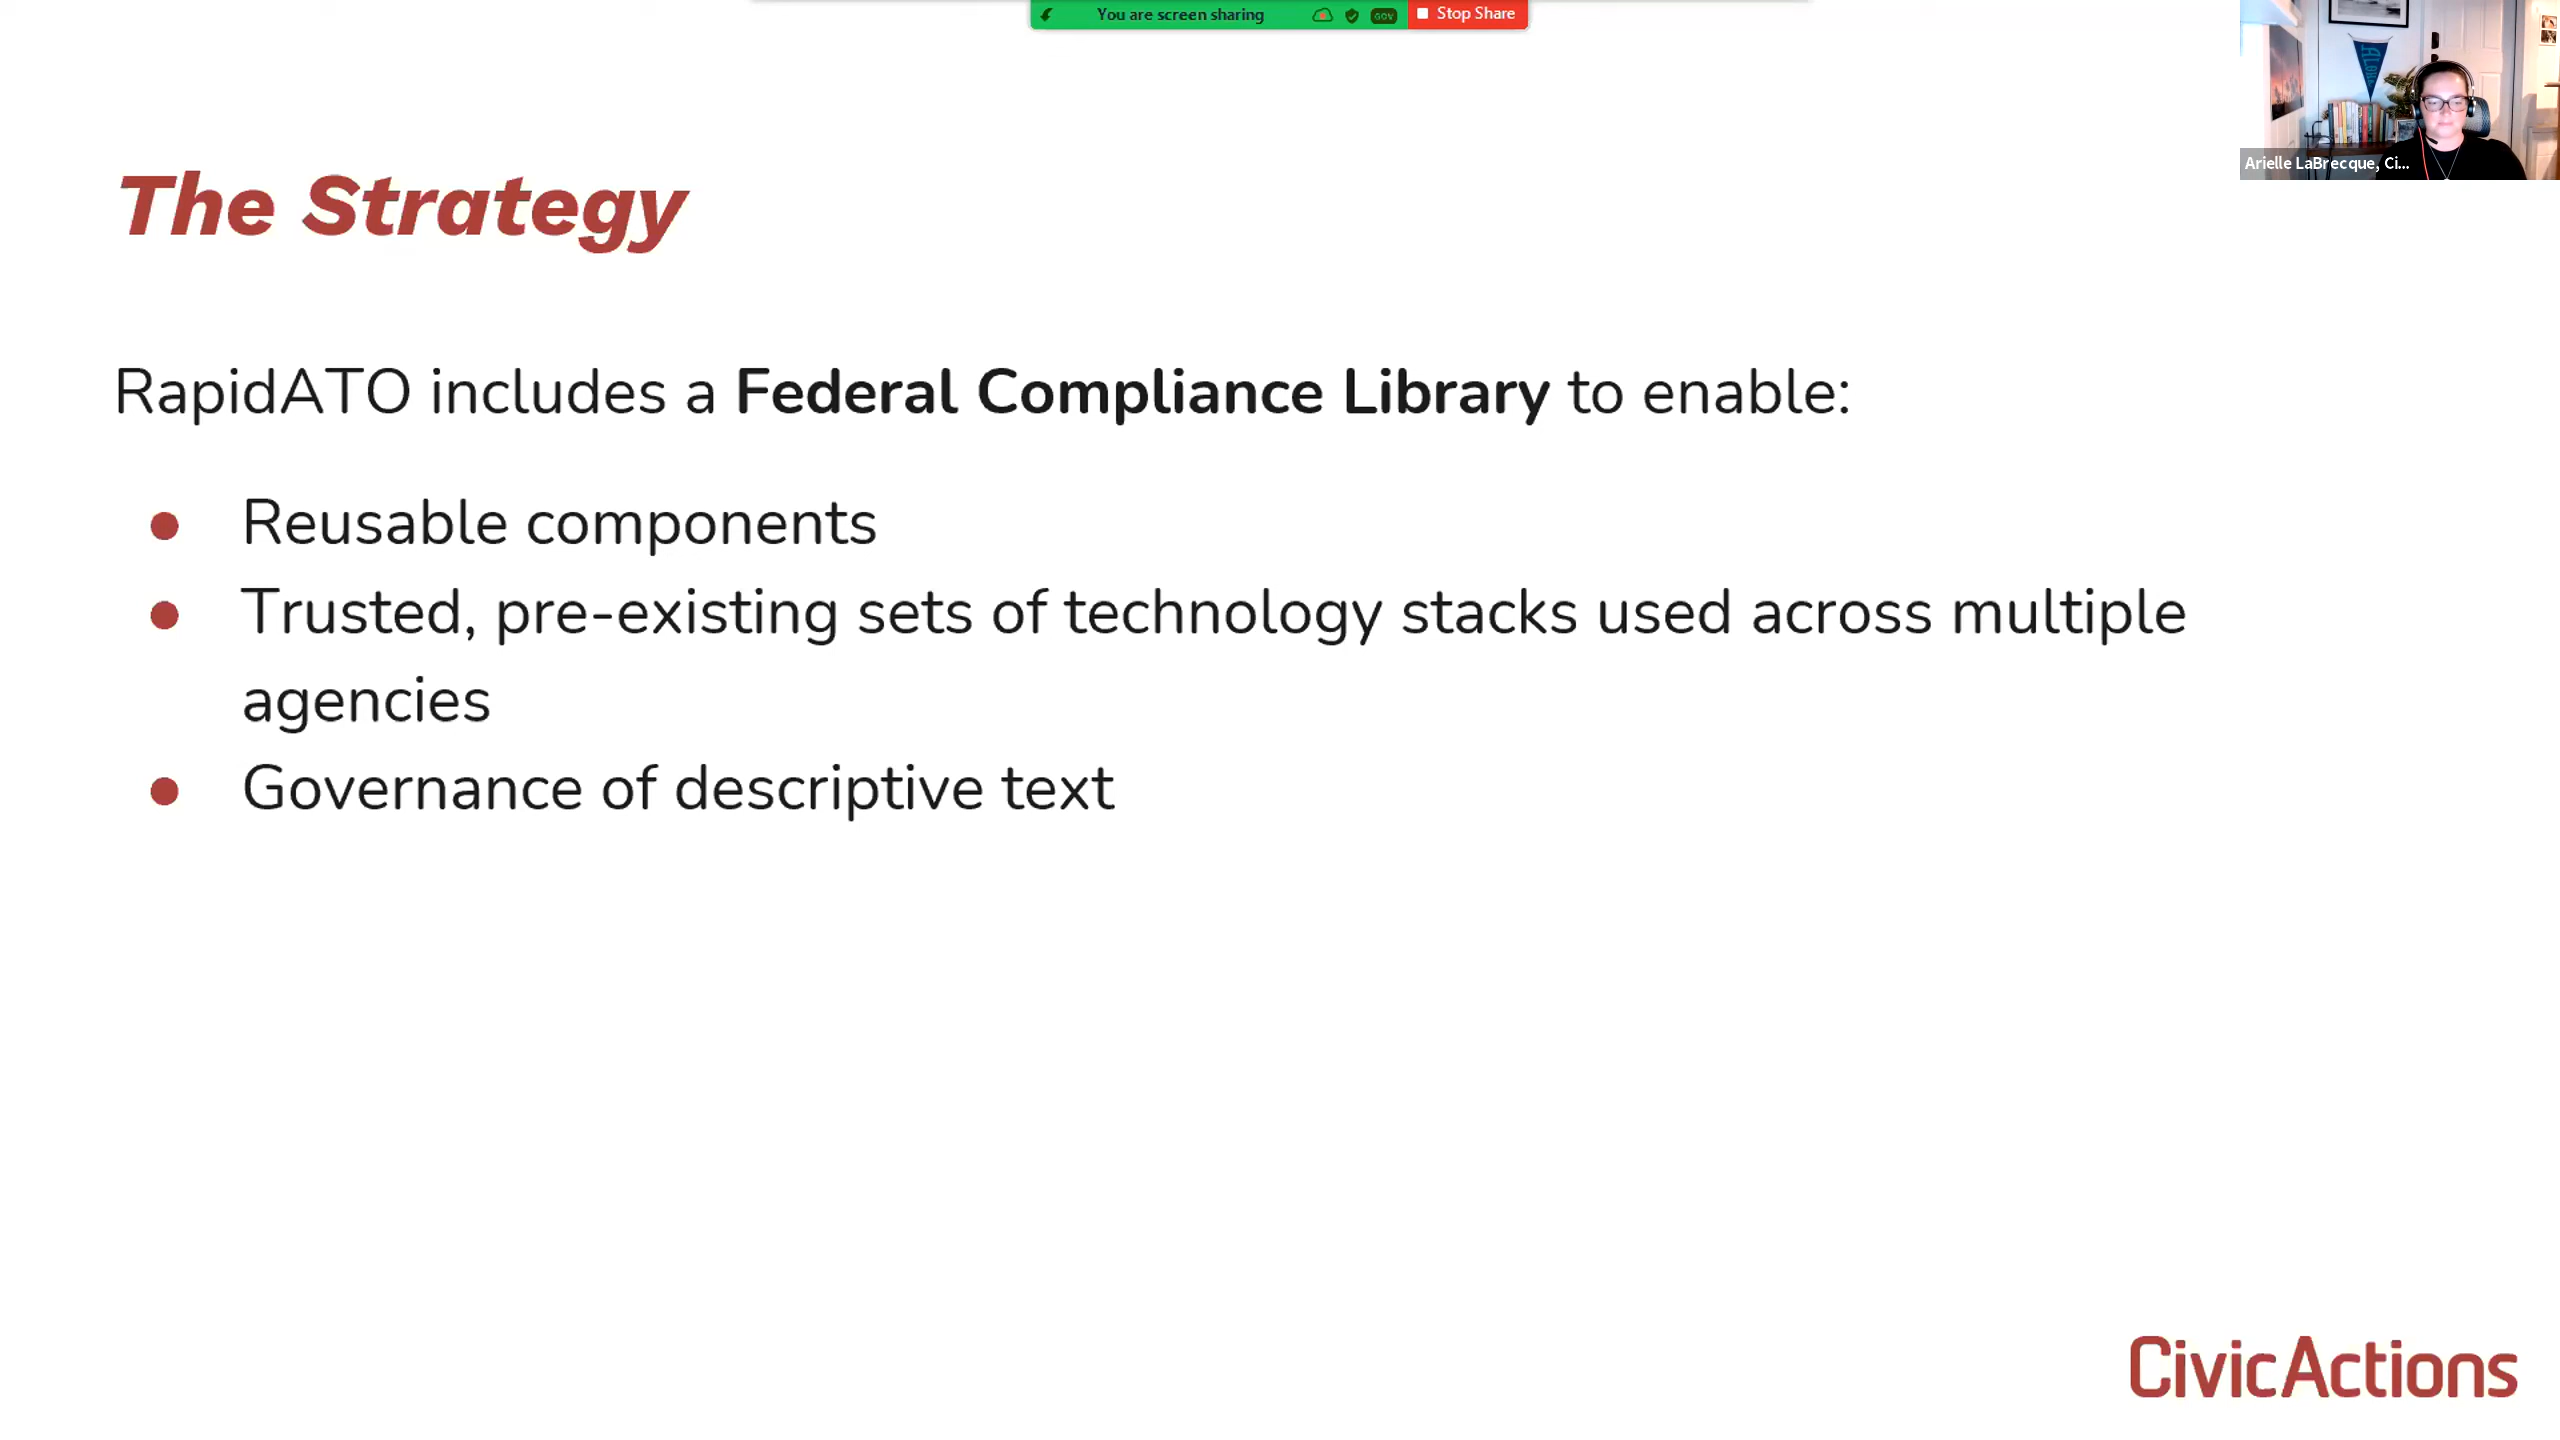 You are screen sharing
GOV
Stop Share
Arielle LaBrecque, Ci...
The Strategy
RapidATO includes a Federal Compliance Library to enable:
● Reusable components
● Trusted, pre-existing sets of technology stacks used across multiple
agencies
● Governance of descriptive text
CivicActions